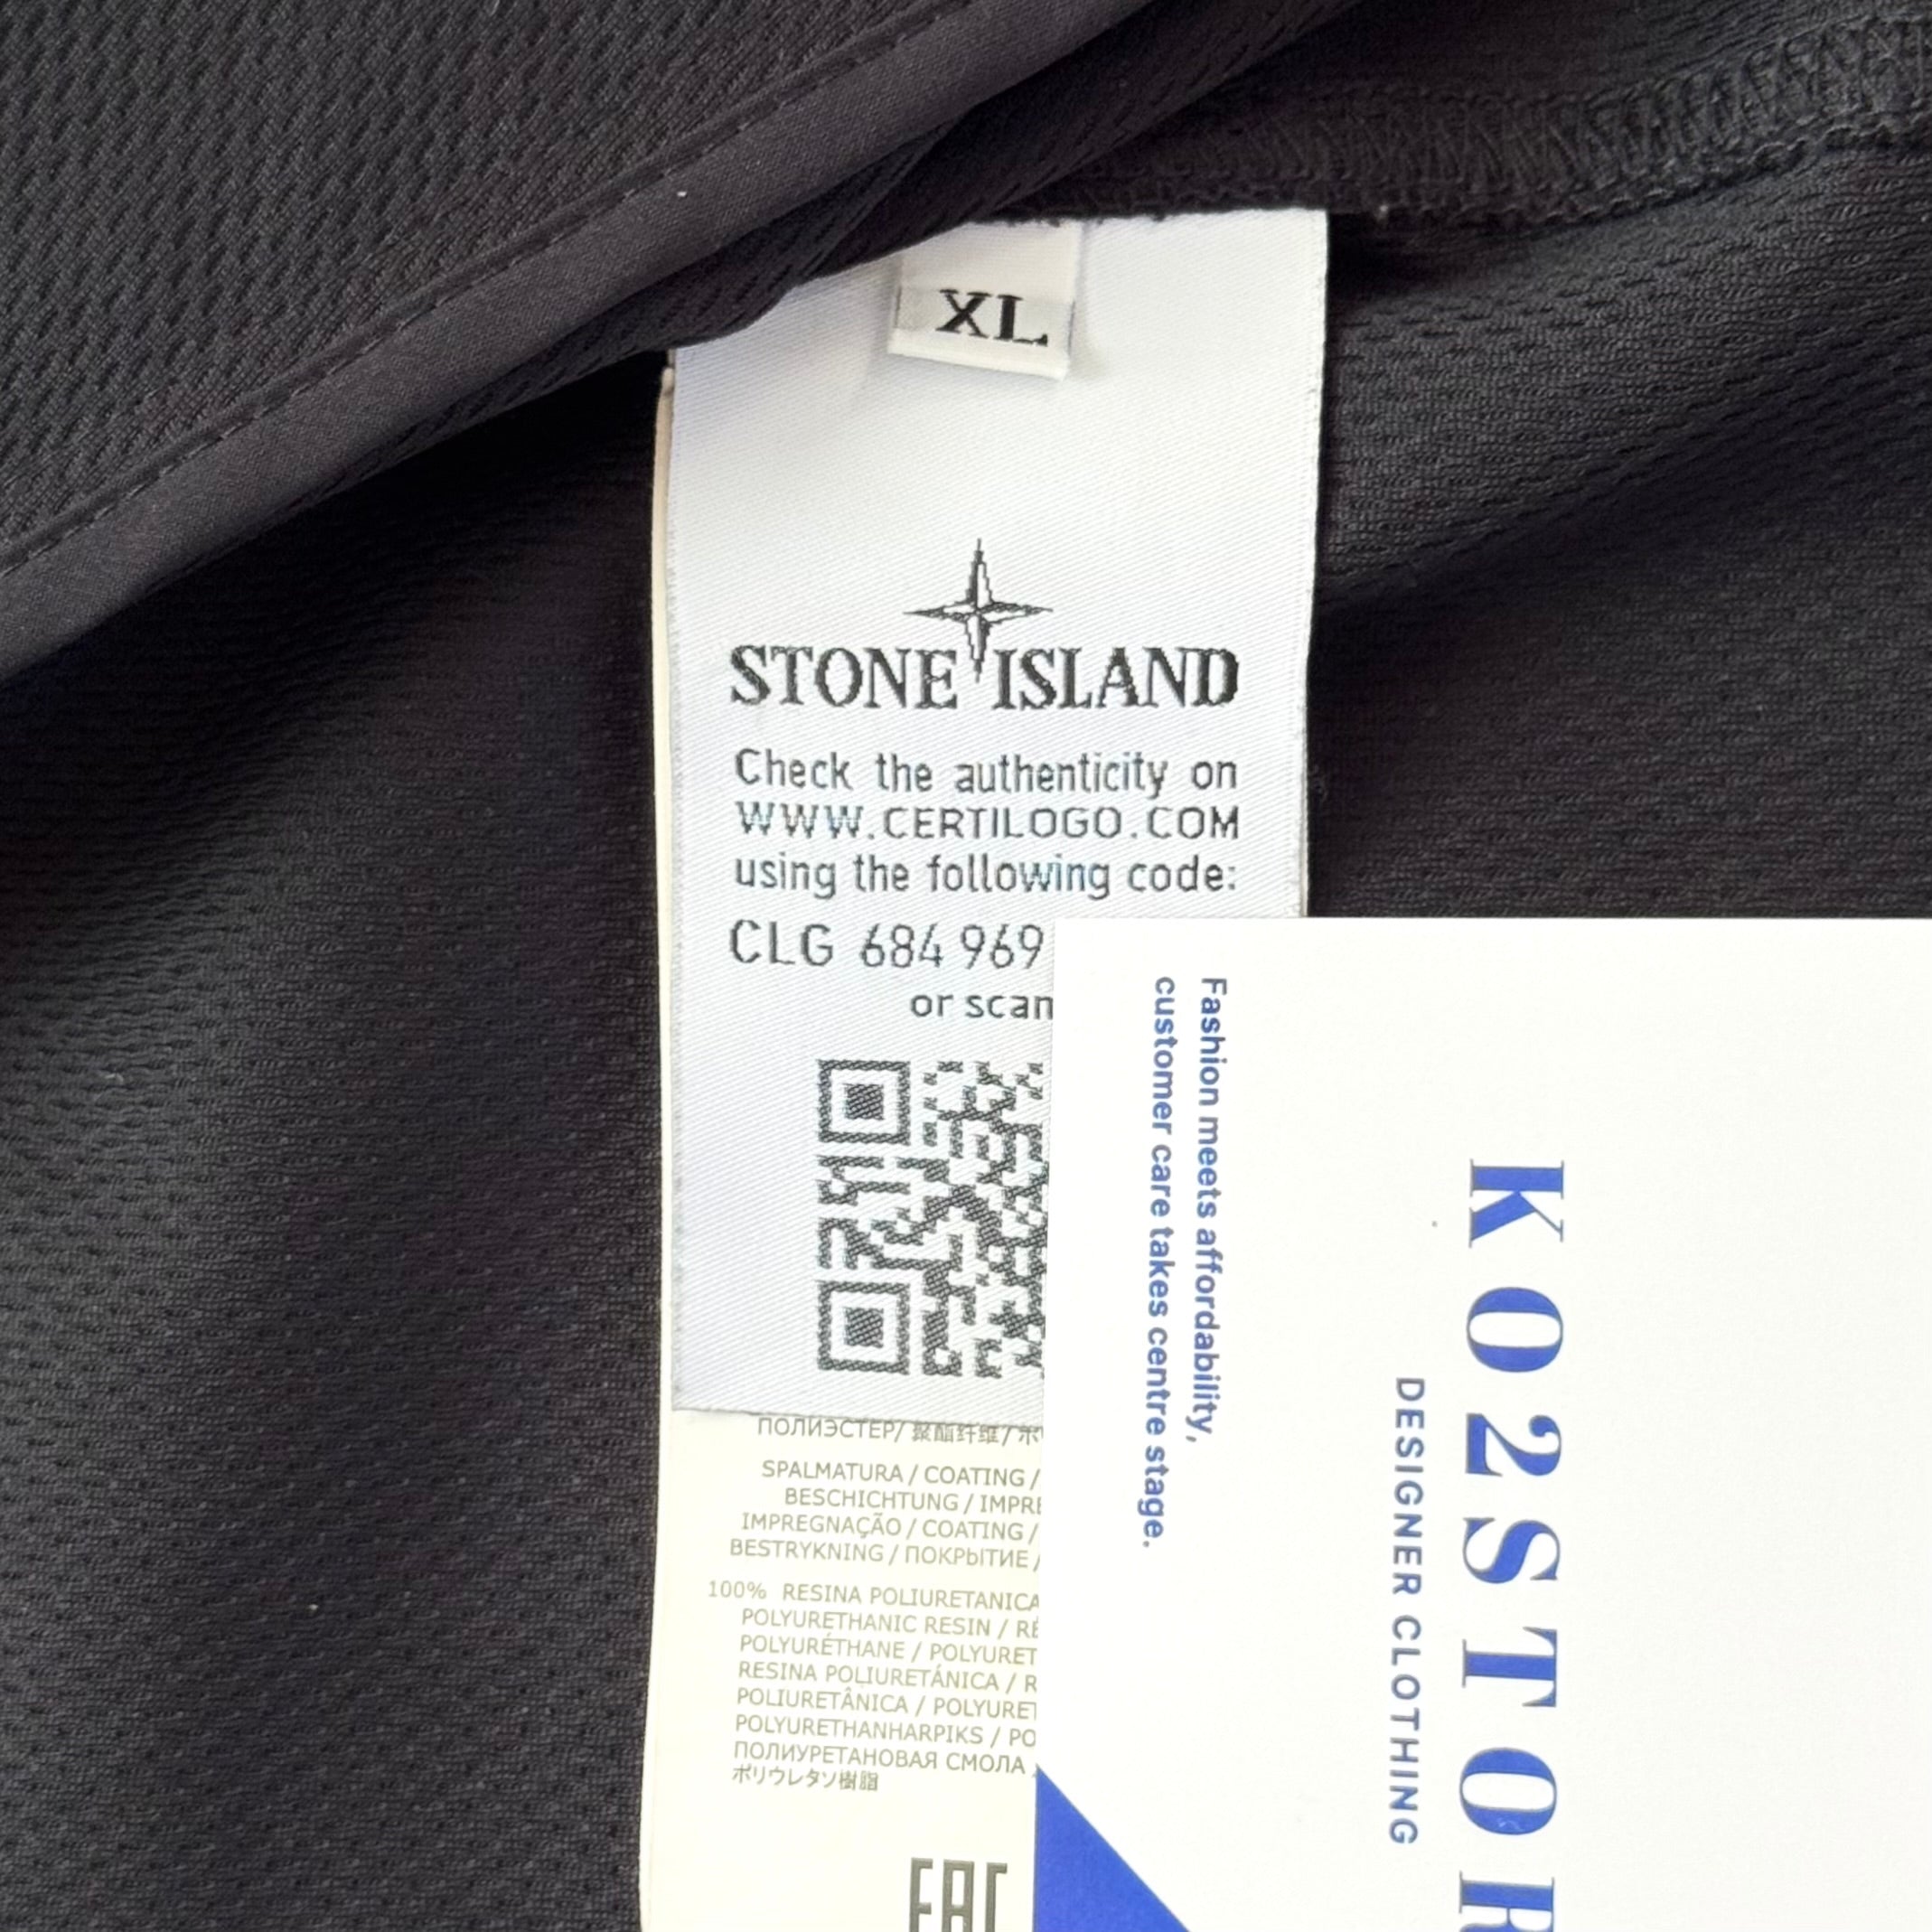 XL
STONE ISLAND
Check the authenticity on
WWW.CERTILOGO.COM
using the following code:
CLG 684 969
or scan
ПОЛИЭСТЕР/ 聚酯纤维/
SPALMATURA / COATING /
BESCHICHTUNG / IMPRE
IMPREGNAÇÃO / COATING /
BESTRYKNING / ПОКРЫТИЕ /
100% RESINA POLIURETANICA
POLYURETHANIC RESIN / RÉ
POLYURÉTHANE / POLYURET
RESINA POLIURETÁNICA / R
POLIURETÂNICA / POLYURET
POLYURETHANHARPIKS / PO
ПОЛИУРЕТАНОВАЯ СМОЛА
ポリウレタン樹脂
EAC
Fashion meets affordability,
customer care takes centre stage.
KO2STOR
DESIGNER CLOTHING